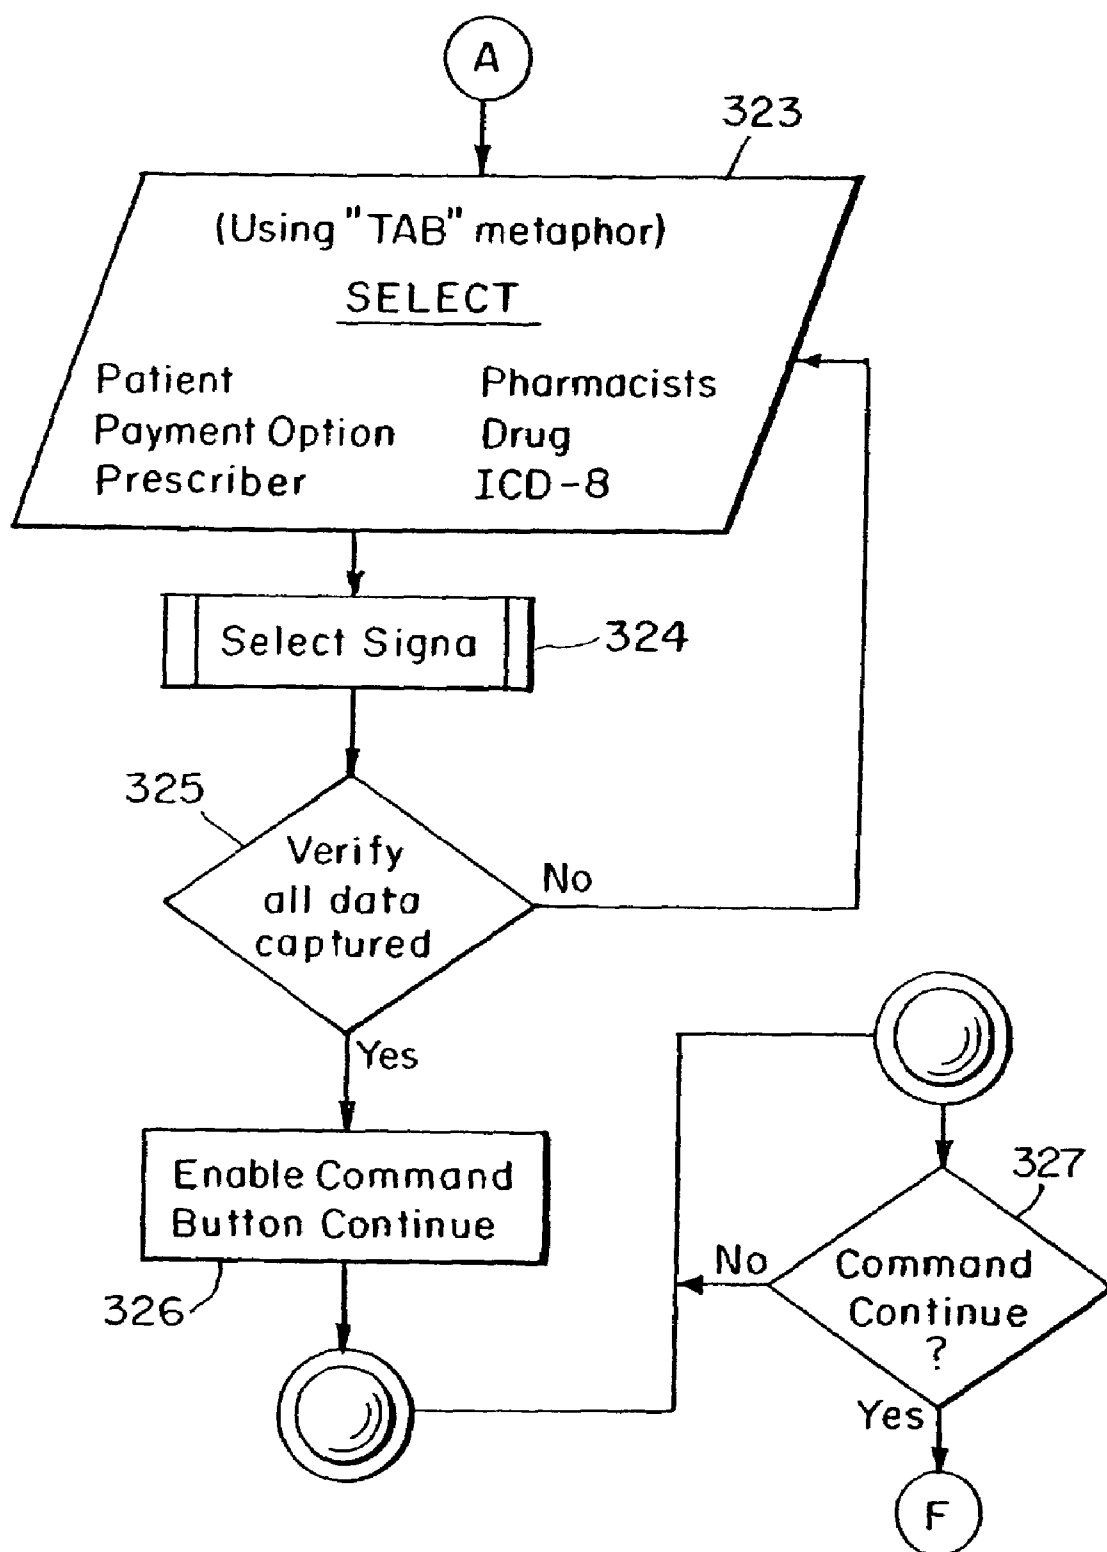 A
323
(Using "TAB" metaphor)
SELECT
Patient Pharmacists
Payment Option Drug
Prescriber ICD-8
Select Signa
324
325
Verify
all data
captured
No
Yes
Enable Command
Button Continue
326
327
No
Command
Continue
?
Yes
F